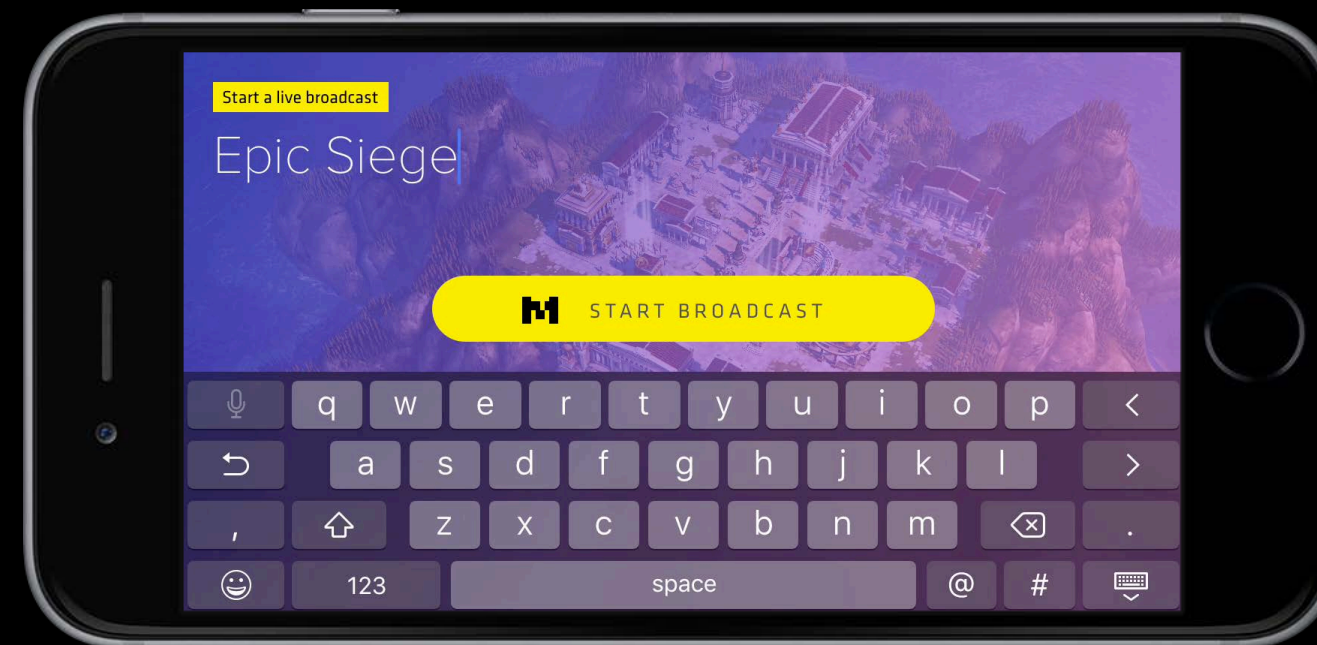 Start a live broadcast
Epic Siege
START BROADCAST
q w e r t y u i o p
a s d f g h j k l
, z x c v b n m .
123 space @ #